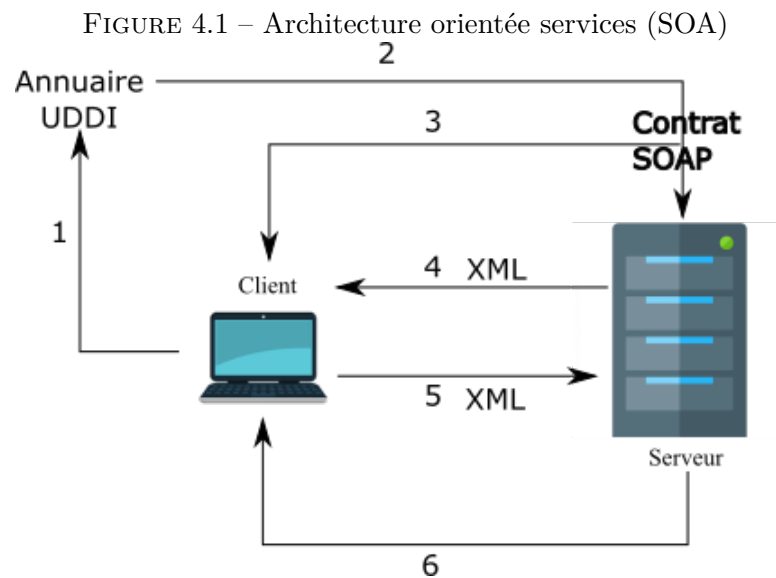 FIGURE 4.1 – Architecture orientée services (SOA)
2
Annuaire
UDDI
3
Contrat
SOAP
1
Client
4 XML
5 XML
Serveur
6